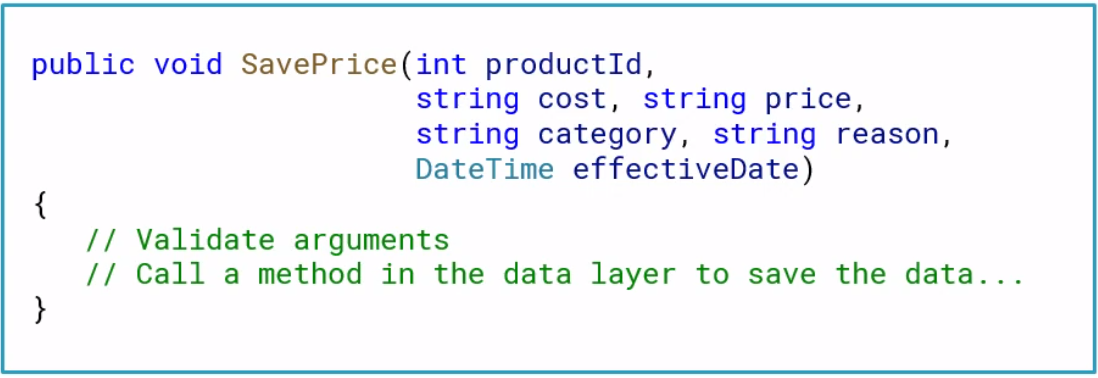 public void SavePrice(int productId,
string cost, string price,
string category, string reason,
DateTime effectiveDate)
{
// Validate arguments
// Call a method in the data layer to save the data...
}